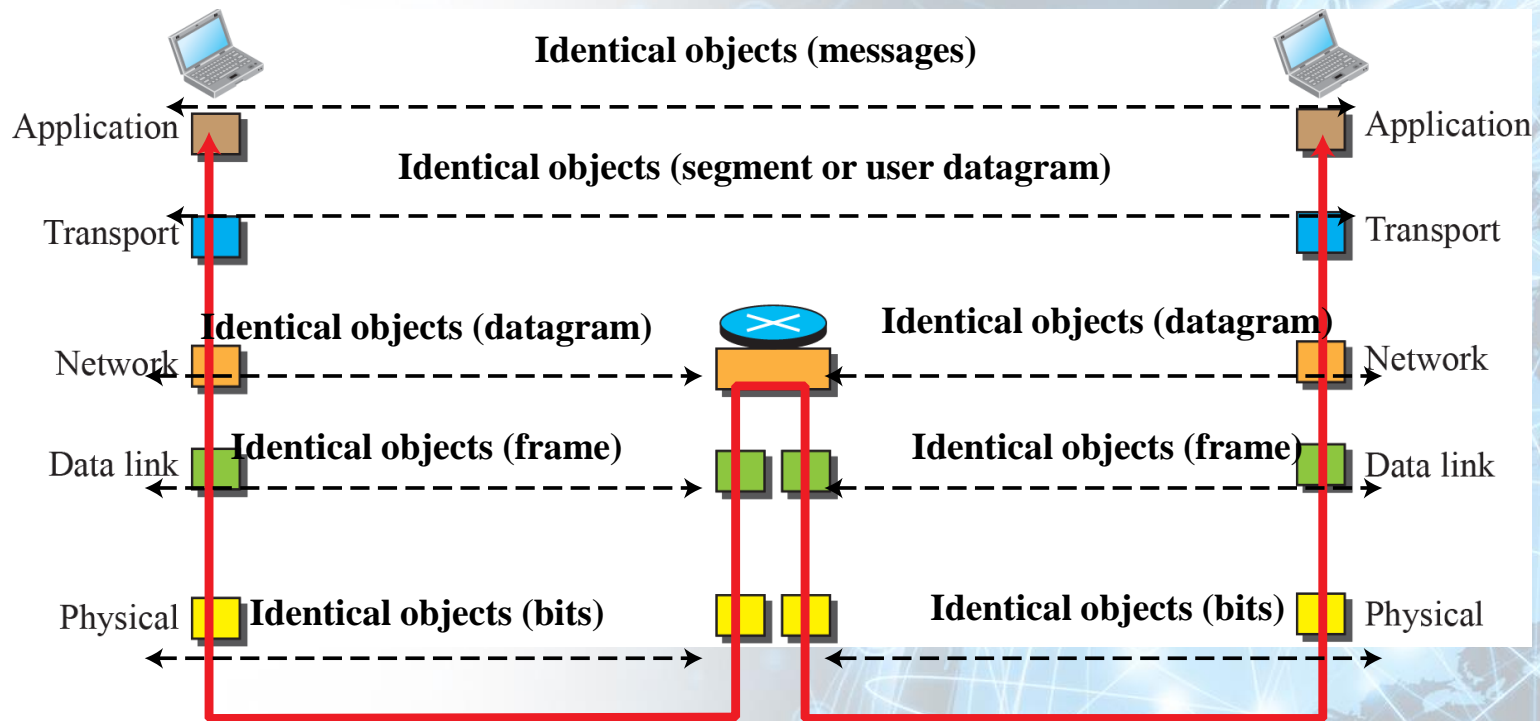 Identical objects (messages)
Application
Application
Identical objects (segment or user datagram)
Transport
Transport
Identical objects (datagram)
Identical objects (datagram)
Network
Network
Identical objects (frame)
Identical objects (frame)
Data link
Data link
Identical objects (bits)
Identical objects (bits)
Physical
Physical